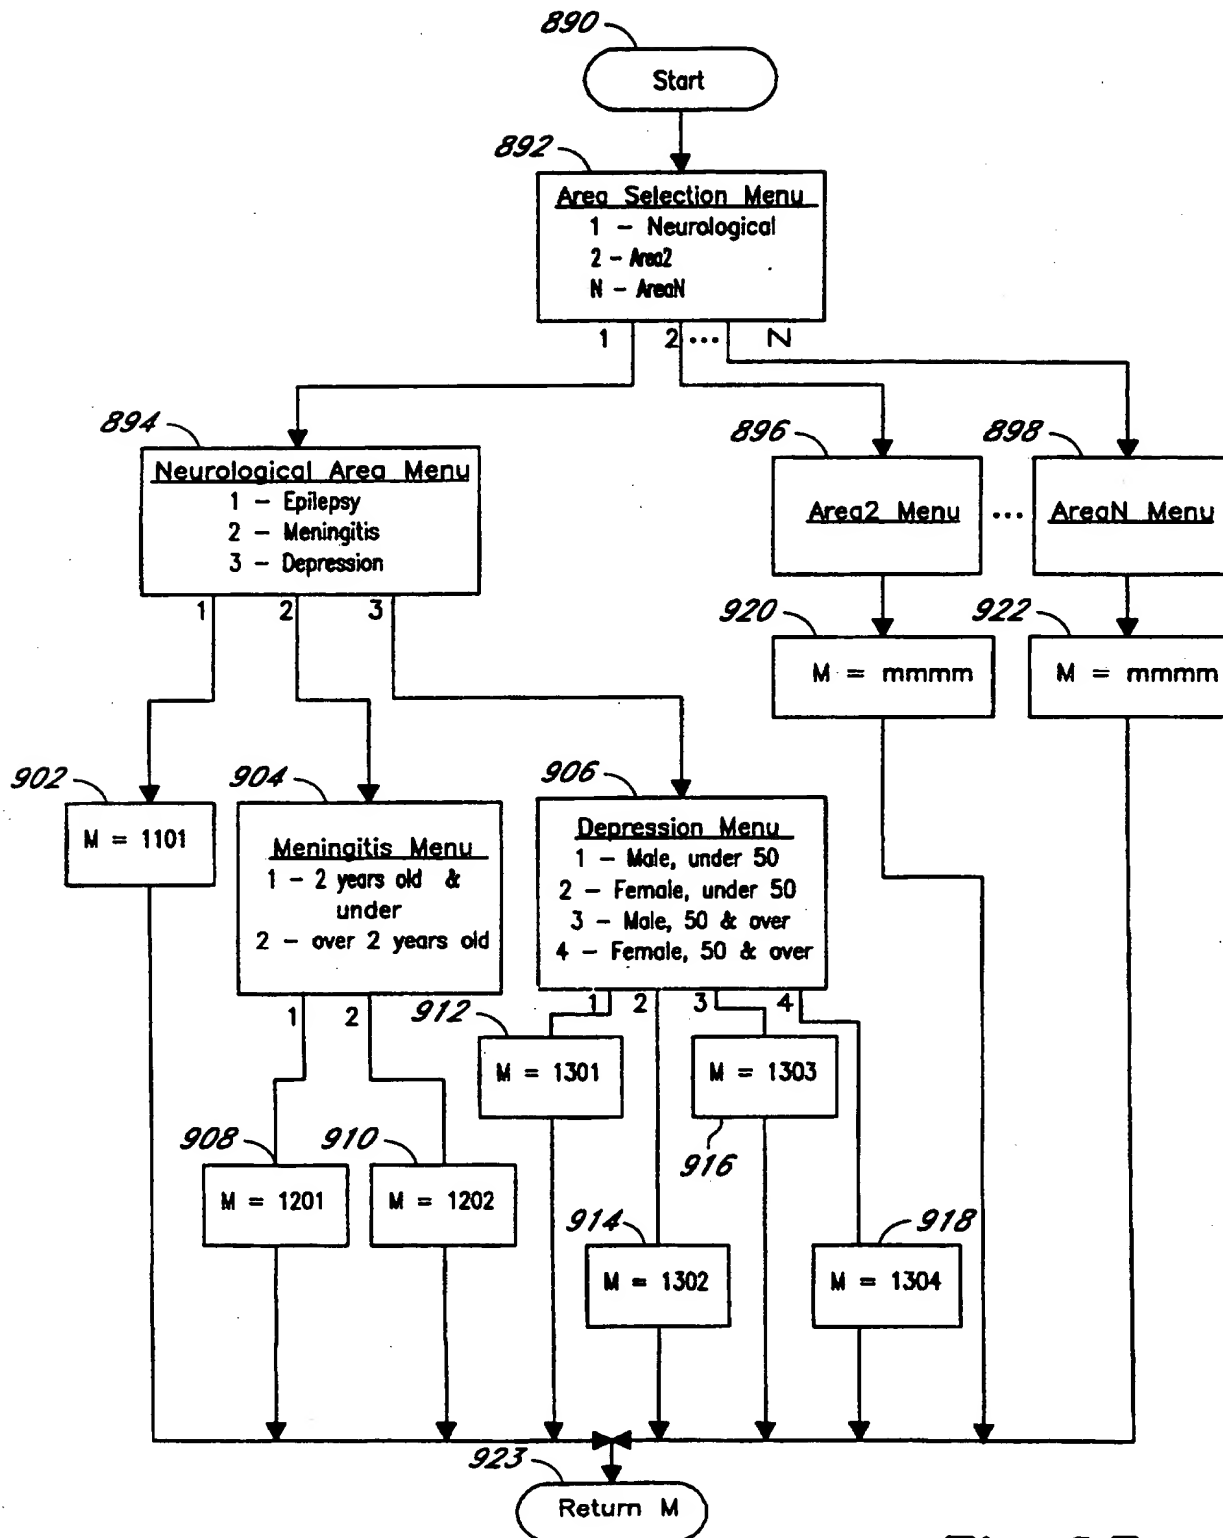 890
Start
892
Area Selection Menu
1 - Neurological
2 - Area2
N - AreaN
1
2
...
N
894
Neurological Area Menu
1 - Epilepsy
2 - Meningitis
3 - Depression
896
Area2 Menu
...
898
AreaN Menu
1
2
3
920
M = mmmm
922
M = mmmm
902
M = 1101
904
Meningitis Menu
1 - 2 years old &
under
2 - over 2 years old
906
Depression Menu
1 - Male, under 50
2 - Female, under 50
3 - Male, 50 & over
4 - Female, 50 & over
1
2
1
2
3
4
912
M = 1301
M = 1303
916
908
M = 1201
910
M = 1202
914
M = 1302
918
M = 1304
923
Return M